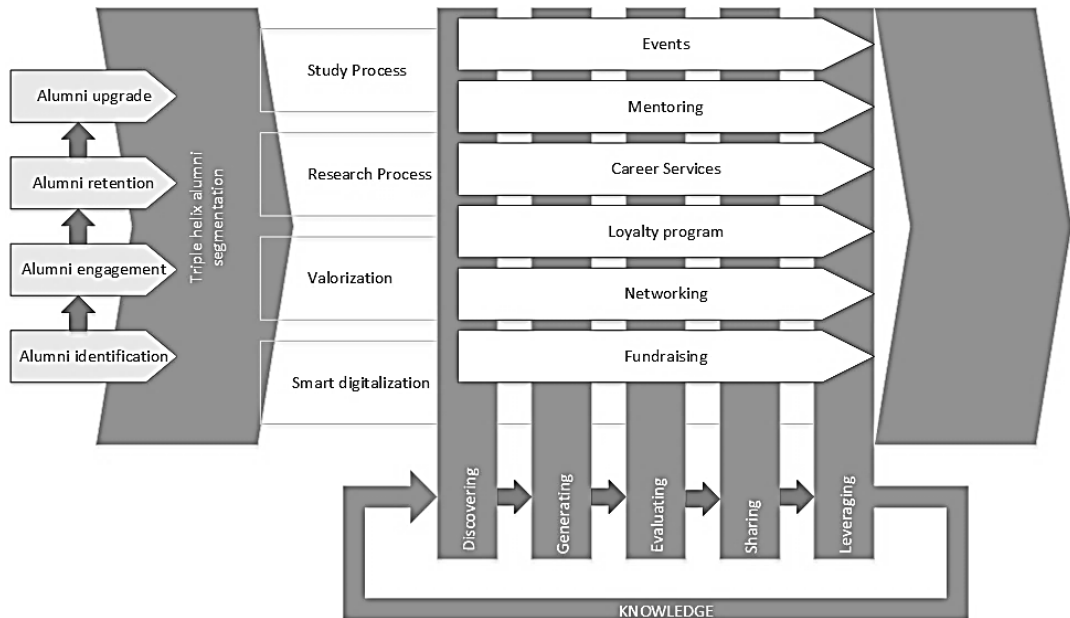 Alumni upgrade
Alumni retention
Alumni engagement
Alumni identification
Triple helix alumni
segmentation
Study Process
Research Process
Valorization
Smart digitalization
Events
Mentoring
Career Services
Loyalty program
Networking
Fundraising
Discovering
Generating
Evaluating
Sharing
Leveraging
KNOWLEDGE